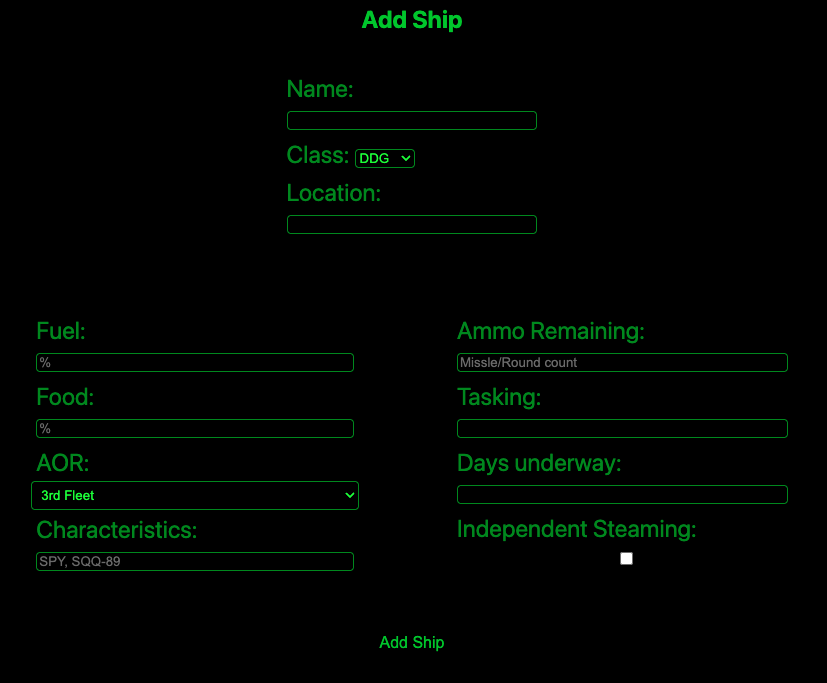 Add Ship
Name:
Class: DDG
Location:
Fuel:
%
Food:
%
AOR:
3rd Fleet
Characteristics:
SPY, SQQ-89
Ammo Remaining:
Missle/Round count
Tasking:
Days underway:
Independent Steaming:
Add Ship